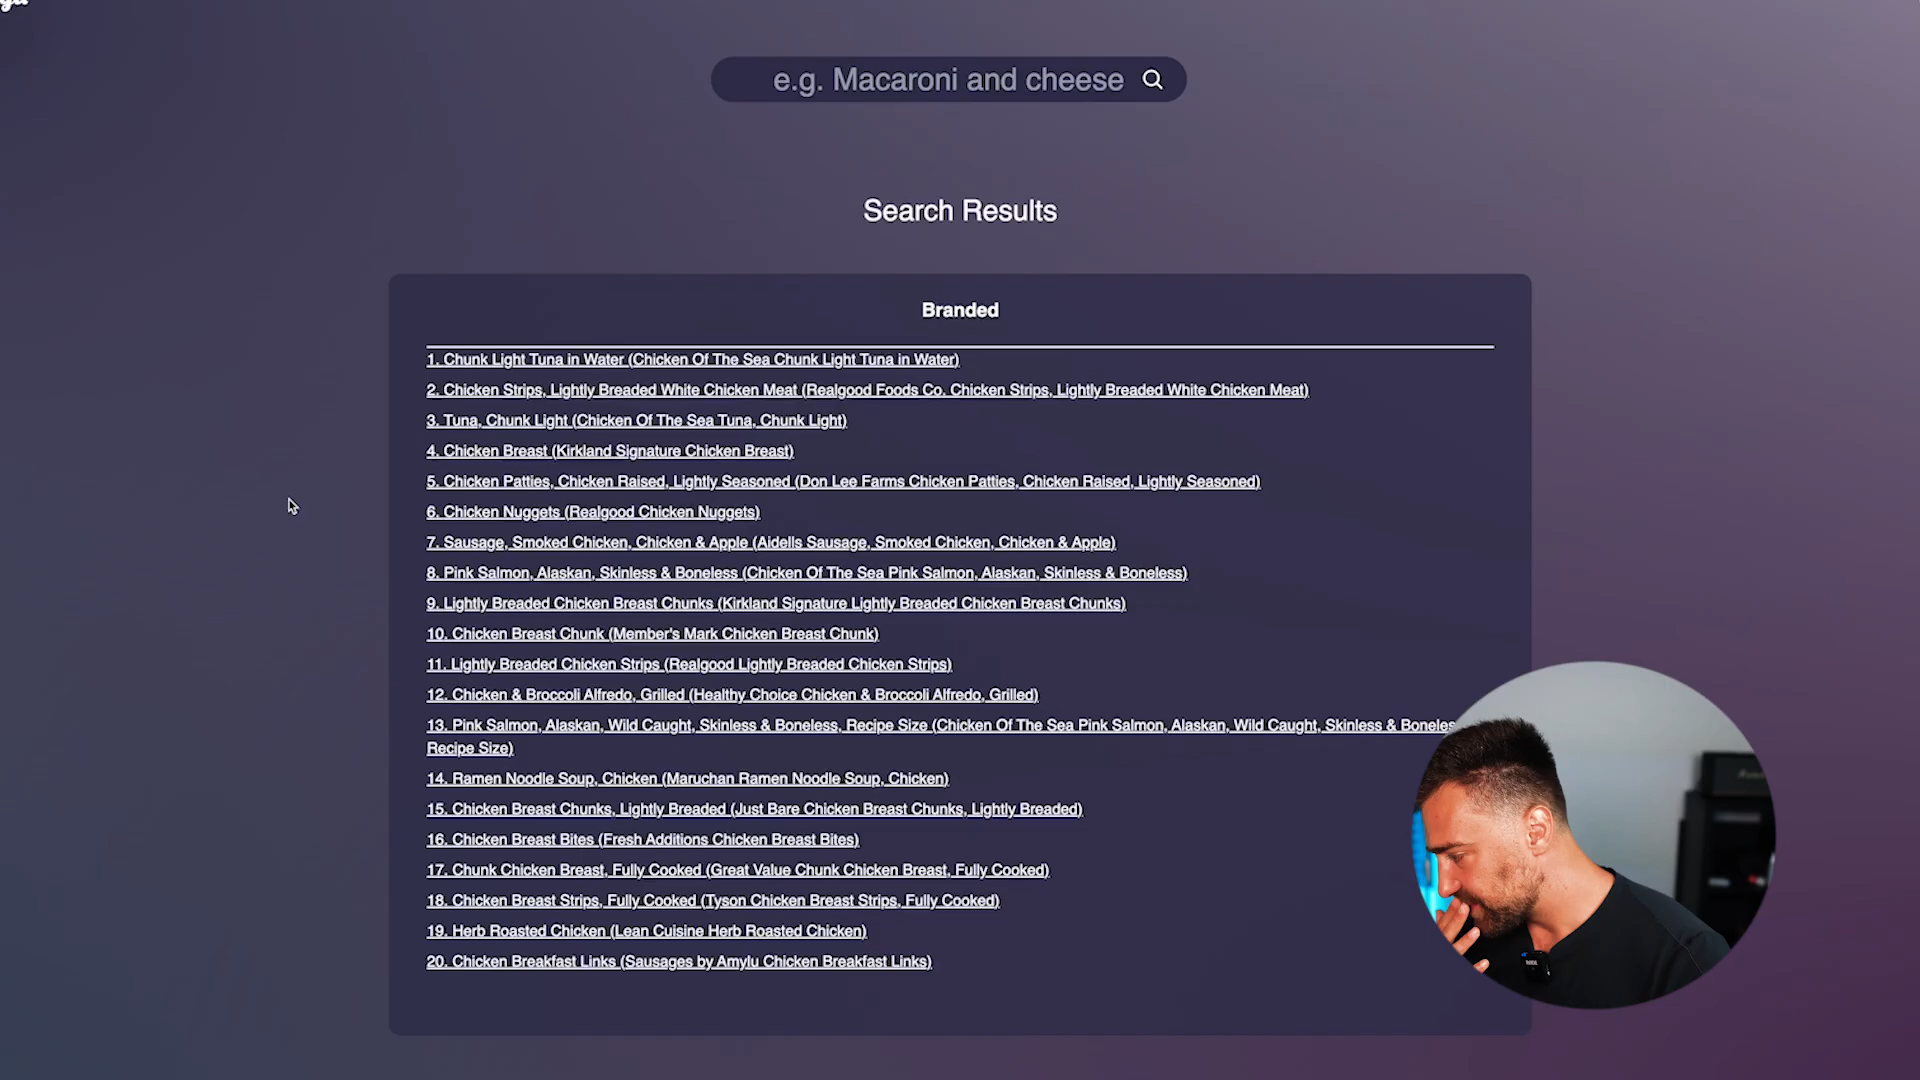 e.g. Macaroni and cheese
Search Results
Branded
1. Chunk Light Tuna in Water (Chicken Of The Sea Chunk Light Tuna in Water)
2. Chicken Strips, Lightly Breaded White Chicken Meat (Realgood Foods Co. Chicken Strips, Lightly Breaded White Chicken Meat)
3. Tuna, Chunk Light (Chicken Of The Sea Tuna, Chunk Light)
4. Chicken Breast (Kirkland Signature Chicken Breast)
5. Chicken Patties, Chicken Raised, Lightly Seasoned (Don Lee Farms Chicken Patties, Chicken Raised, Lightly Seasoned)
6. Chicken Nuggets (Realgood Chicken Nuggets)
7. Sausage, Smoked Chicken, Chicken & Apple (Aidells Sausage, Smoked Chicken, Chicken & Apple)
8. Pink Salmon, Alaskan, Skinless & Boneless (Chicken Of The Sea Pink Salmon, Alaskan, Skinless & Boneless)
9. Lightly Breaded Chicken Breast Chunks (Kirkland Signature Lightly Breaded Chicken Breast Chunks)
10. Chicken Breast Chunk (Member's Mark Chicken Breast Chunk)
11. Lightly Breaded Chicken Strips (Realgood Lightly Breaded Chicken Strips)
12. Chicken & Broccoli Alfredo, Grilled (Healthy Choice Chicken & Broccoli Alfredo, Grilled)
13. Pink Salmon, Alaskan, Wild Caught, Skinless & Boneless, Recipe Size (Chicken Of The Sea Pink Salmon, Alaskan, Wild Caught, Skinless & Boneles
Recipe Size)
14. Ramen Noodle Soup, Chicken (Maruchan Ramen Noodle Soup, Chicken)
15. Chicken Breast Chunks, Lightly Breaded (Just Bare Chicken Breast Chunks, Lightly Breaded)
16. Chicken Breast Bites (Fresh Additions Chicken Breast Bites)
17. Chunk Chicken Breast, Fully Cooked (Great Value Chunk Chicken Breast, Fully Cooked)
18. Chicken Breast Strips, Fully Cooked (Tyson Chicken Breast Strips, Fully Cooked)
19. Herb Roasted Chicken (Lean Cuisine Herb Roasted Chicken)
20. Chicken Breakfast Links (Sausages by Amylu Chicken Breakfast Links)